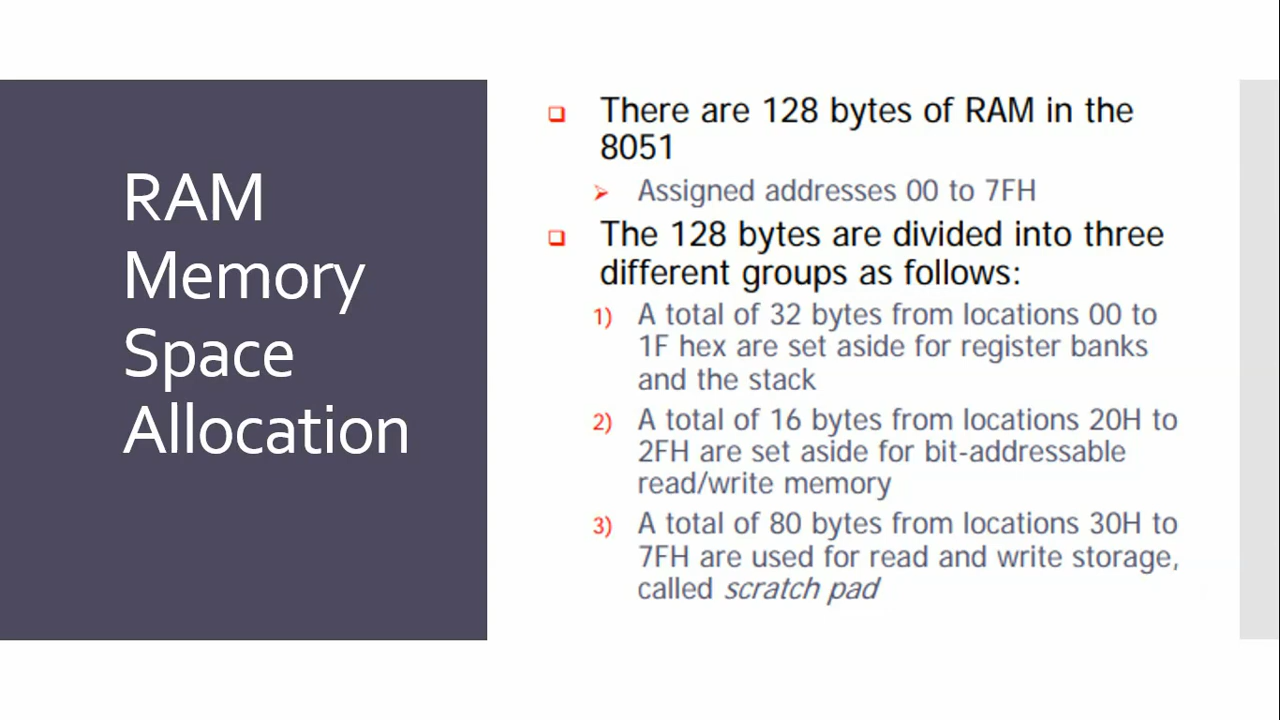 RAM
Memory
Space
Allocation
There are 128 bytes of RAM in the
8051
Assigned addresses 00 to 7FH
The 128 bytes are divided into three
different groups as follows:
1) A total of 32 bytes from locations 00 to
1F hex are set aside for register banks
and the stack
2) A total of 16 bytes from locations 20H to
2FH are set aside for bit-addressable
read/write memory
3) A total of 80 bytes from locations 30H to
7FH are used for read and write storage,
called scratch pad